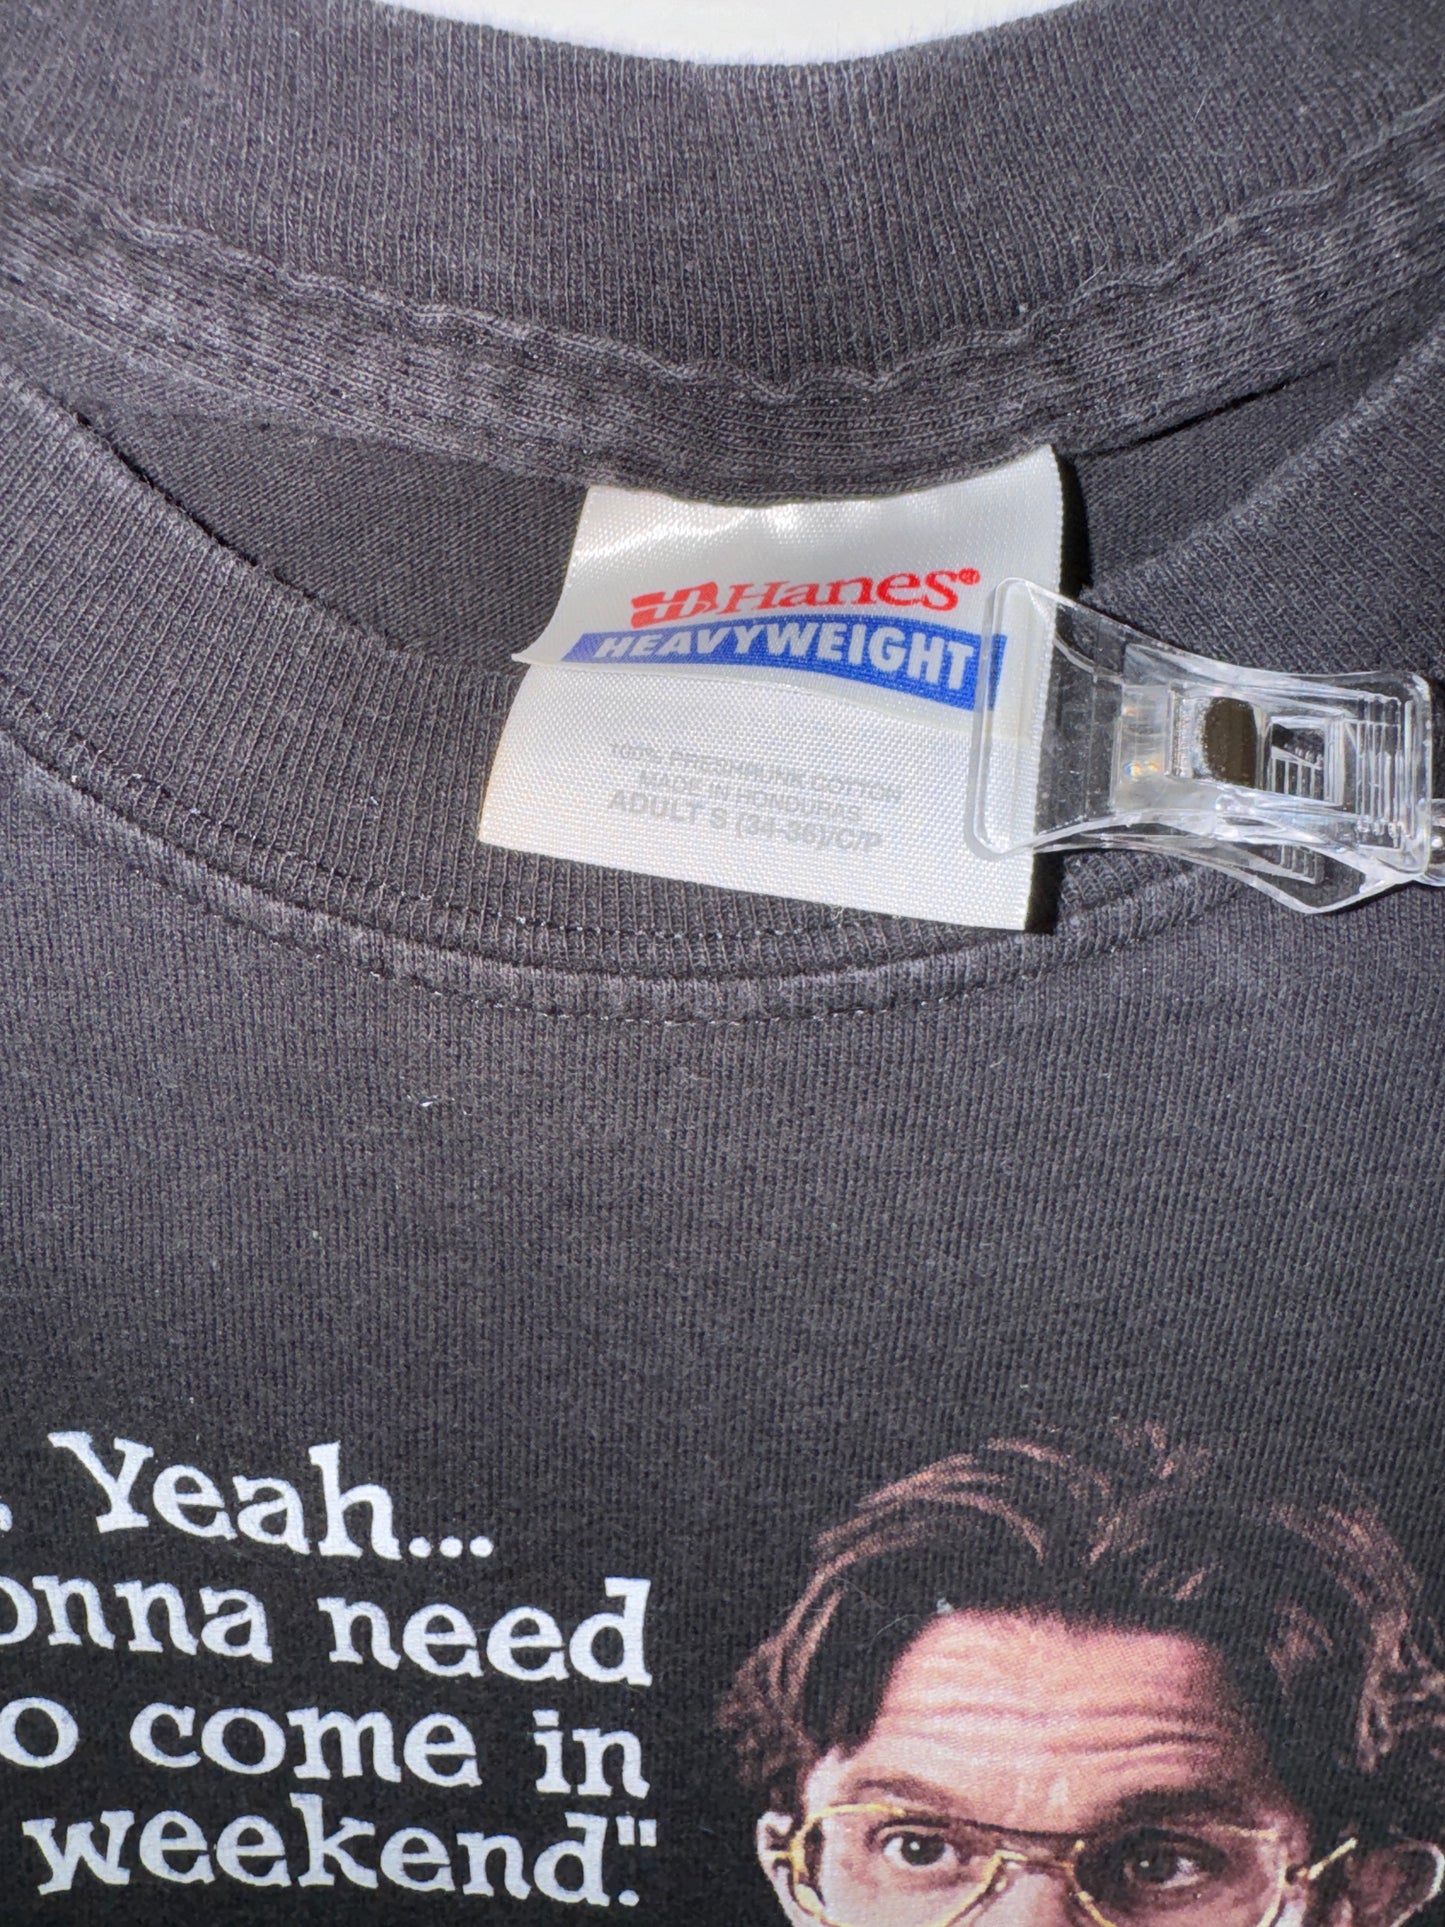 Hanes®
HEAVYWEIGHT
100% PRESHRUNK COTTON
MADE IN HONDURAS
ADULT S (34-36)/C/P
. Yeah...
onna need
o come in
weekend."